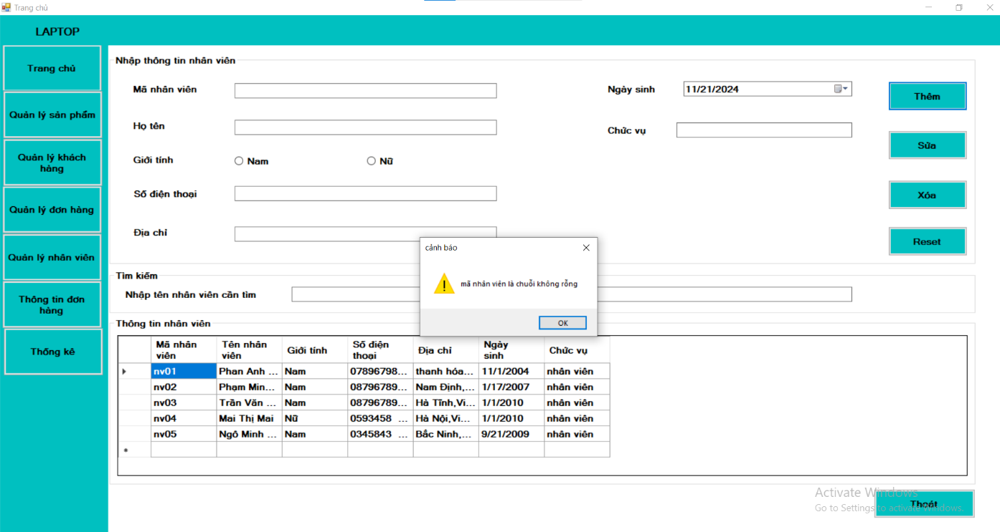 Trang chủ
LAPTOP
Trang chủ
Quản lý sản phẩm
Quản lý khách
hàng
Quản lý đơn hàng
Quản lý nhân viên
Thông tin đơn
hàng
Thống kê
Nhập thông tin nhân viên
Mã nhân viên
Họ tên
Giới tính
Nam
Nữ
Số điện thoại
Địa chỉ
Ngày sinh
11/21/2024
Chức vụ
Thêm
Sửa
Xóa
Reset
cảnh báo
mã nhân viên là chuỗi không rỗng
OK
Tìm kiếm
Nhập tên nhân viên cần tìm
Thông tin nhân viên
Mã nhân viên Tên nhân viên Giới tính Số điện thoại Địa chỉ Ngày sinh Chức vụ
nv01 Phan Anh ... Nam 07896798... thanh hóa... 11/1/2004 nhân viên
nv02 Phạm Min... Nam 08796789... Nam Định,... 1/17/2007 nhân viên
nv03 Trần Văn ... Nam 08796789... Hà Tĩnh,Vi... 1/1/2010 nhân viên
nv04 Mai Thị Mai Nữ 0593458 ... Hà Nội,Vi... 1/1/2010 nhân viên
nv05 Ngô Minh ... Nam 0345843 ... Bắc Ninh,... 9/21/2009 nhân viên
Activate Windows
Go to Settings to activate Windows.
Thoát